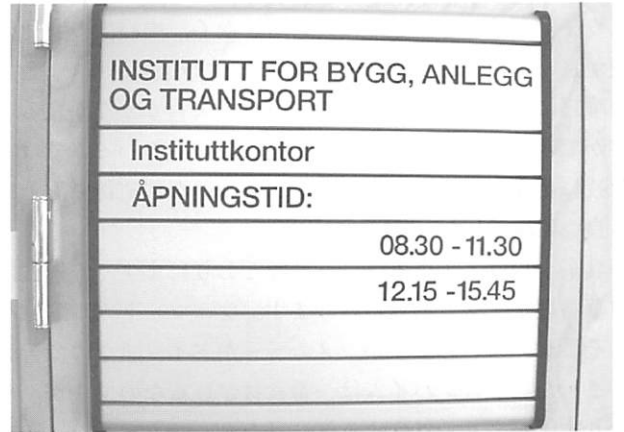 INSTITUTT FOR BYGG, ANLEGG
OG TRANSPORT
Instituttkontor
ÅPNINGSTID:
08.30 - 11.30
12.15 - 15.45